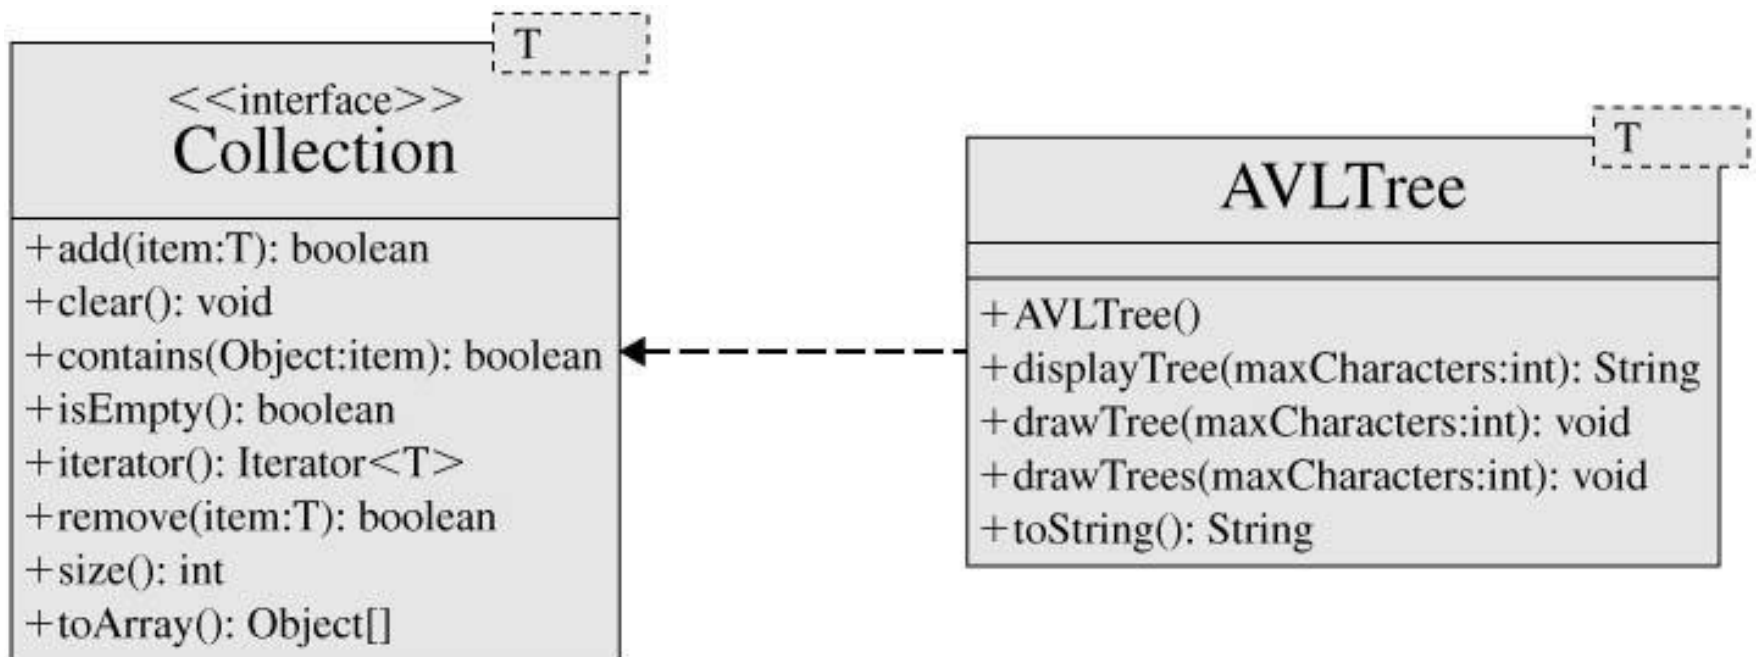 T
<<interface>>
Collection
+add(item:T): boolean
+clear(): void
+contains(Object:item): boolean
+isEmpty(): boolean
+iterator(): Iterator<T>
+remove(item:T): boolean
+size(): int
+toArray(): Object[]
T
AVLTree
+AVLTree()
+displayTree(maxCharacters:int): String
+drawTree(maxCharacters:int): void
+drawTrees(maxCharacters:int): void
+toString(): String